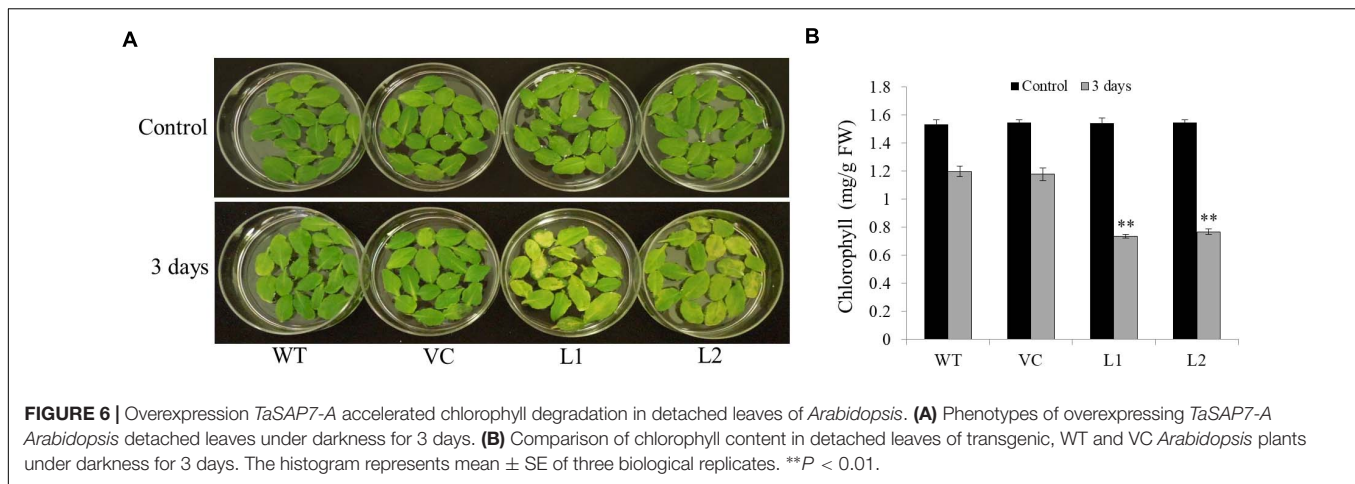 A
Control
3 days
WT VC L1 L2
B
Chlorophyll (mg/g FW)
1.8
1.6
1.4
1.2
1
0.8
0.6
0.4
0.2
0
Control 3 days
**
**
WT VC L1 L2
FIGURE 6 | Overexpression TaSAP7-A accelerated chlorophyll degradation in detached leaves of Arabidopsis. (A) Phenotypes of overexpressing TaSAP7-A
Arabidopsis detached leaves under darkness for 3 days. (B) Comparison of chlorophyll content in detached leaves of transgenic, WT and VC Arabidopsis plants
under darkness for 3 days. The histogram represents mean ± SE of three biological replicates. **P < 0.01.